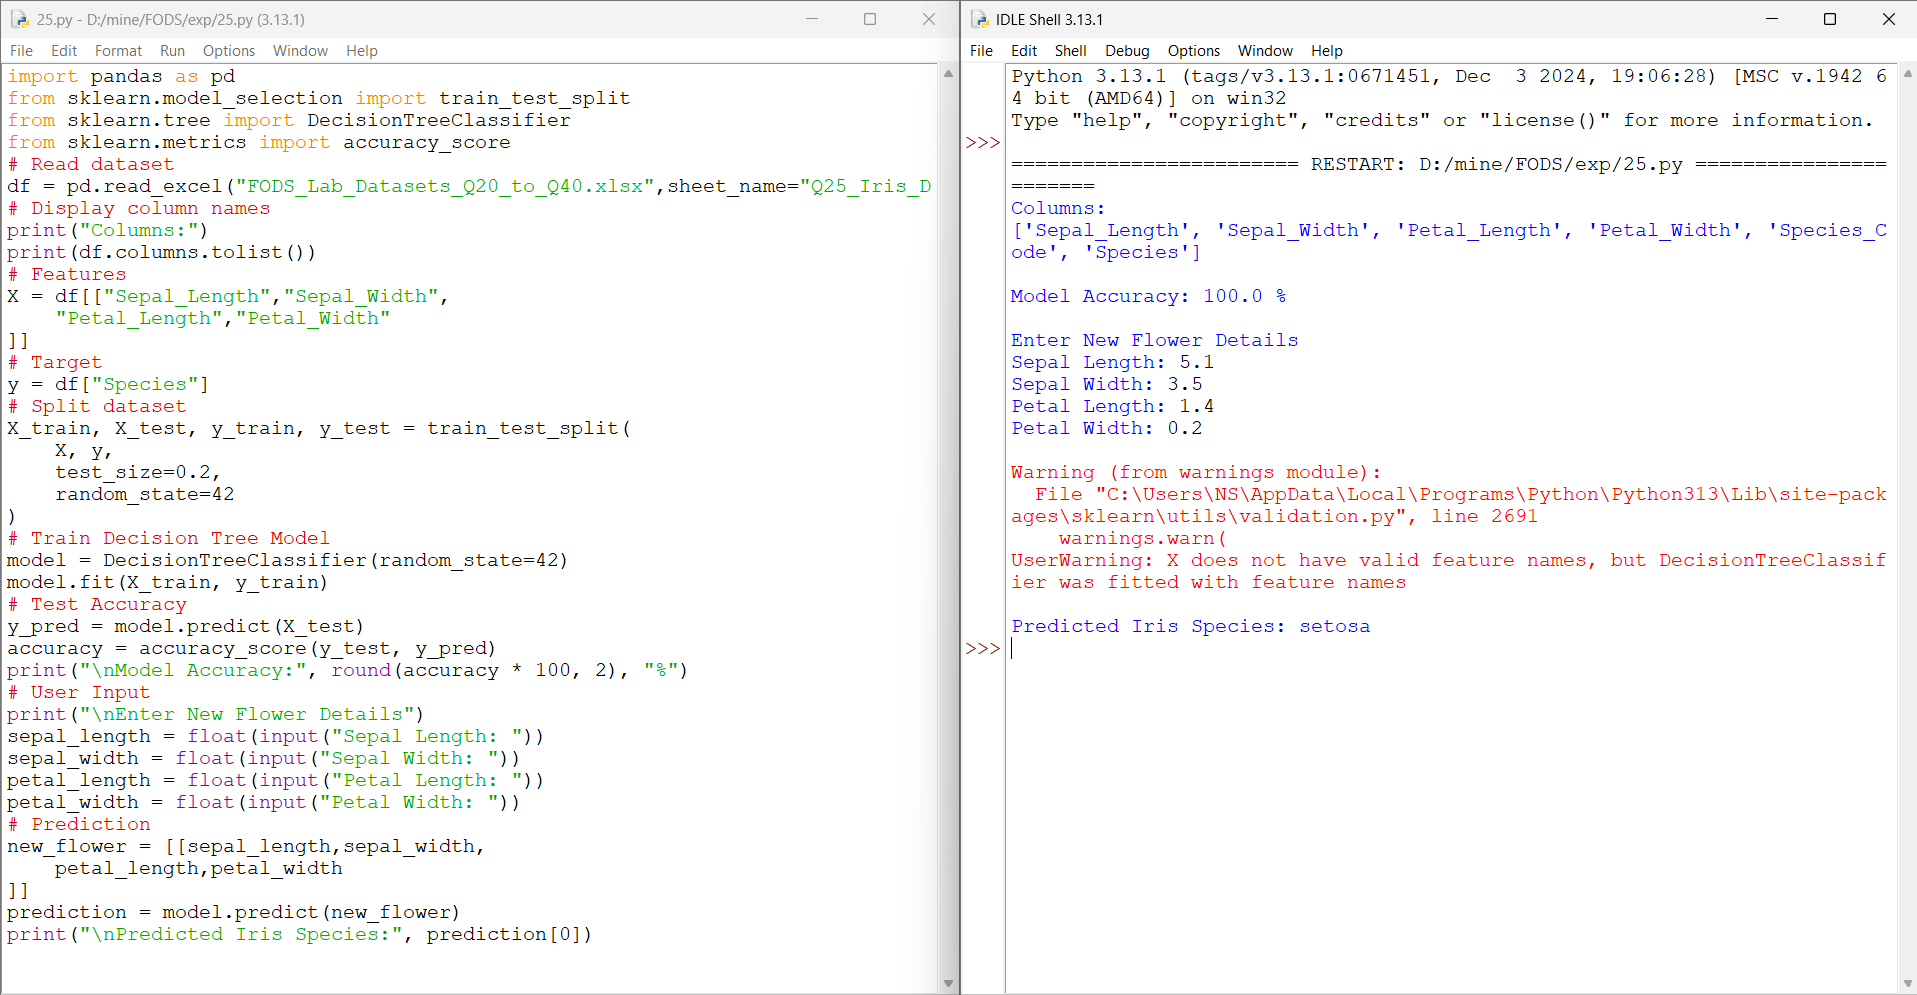 25.py - D:/mine/FODS/exp/25.py (3.13.1)
File Edit Format Run Options Window Help
import pandas as pd
from sklearn.model_selection import train_test_split
from sklearn.tree import DecisionTreeClassifier
from sklearn.metrics import accuracy_score
# Read dataset
df = pd.read_excel("FODS_Lab_Datasets_Q20_to_Q40.xlsx",sheet_name="Q25_Iris_D
# Display column names
print("Columns:")
print(df.columns.tolist())
# Features
X = df[["Sepal_Length","Sepal_Width",
    "Petal_Length","Petal_Width"
]]
# Target
y = df["Species"]
# Split dataset
X_train, X_test, y_train, y_test = train_test_split(
    X, y,
    test_size=0.2,
    random_state=42
)
# Train Decision Tree Model
model = DecisionTreeClassifier(random_state=42)
model.fit(X_train, y_train)
# Test Accuracy
y_pred = model.predict(X_test)
accuracy = accuracy_score(y_test, y_pred)
print("\nModel Accuracy:", round(accuracy * 100, 2), "%")
# User Input
print("\nEnter New Flower Details")
sepal_length = float(input("Sepal Length: "))
sepal_width = float(input("Sepal Width: "))
petal_length = float(input("Petal Length: "))
petal_width = float(input("Petal Width: "))
# Prediction
new_flower = [[sepal_length,sepal_width,
    petal_length,petal_width
]]
prediction = model.predict(new_flower)
print("\nPredicted Iris Species:", prediction[0])
IDLE Shell 3.13.1
File Edit Shell Debug Options Window Help
Python 3.13.1 (tags/v3.13.1:0671451, Dec  3 2024, 19:06:28) [MSC v.1942 6
4 bit (AMD64)] on win32
Type "help", "copyright", "credits" or "license()" for more information.
>>>
======================== RESTART: D:/mine/FODS/exp/25.py ================
=======
Columns:
['Sepal_Length', 'Sepal_Width', 'Petal_Length', 'Petal_Width', 'Species_C
ode', 'Species']
Model Accuracy: 100.0 %
Enter New Flower Details
Sepal Length: 5.1
Sepal Width: 3.5
Petal Length: 1.4
Petal Width: 0.2
Warning (from warnings module):
  File "C:\Users\NS\AppData\Local\Programs\Python\Python313\Lib\site-pack
ages\sklearn\utils\validation.py", line 2691
    warnings.warn(
UserWarning: X does not have valid feature names, but DecisionTreeClassif
ier was fitted with feature names
Predicted Iris Species: setosa
>>>